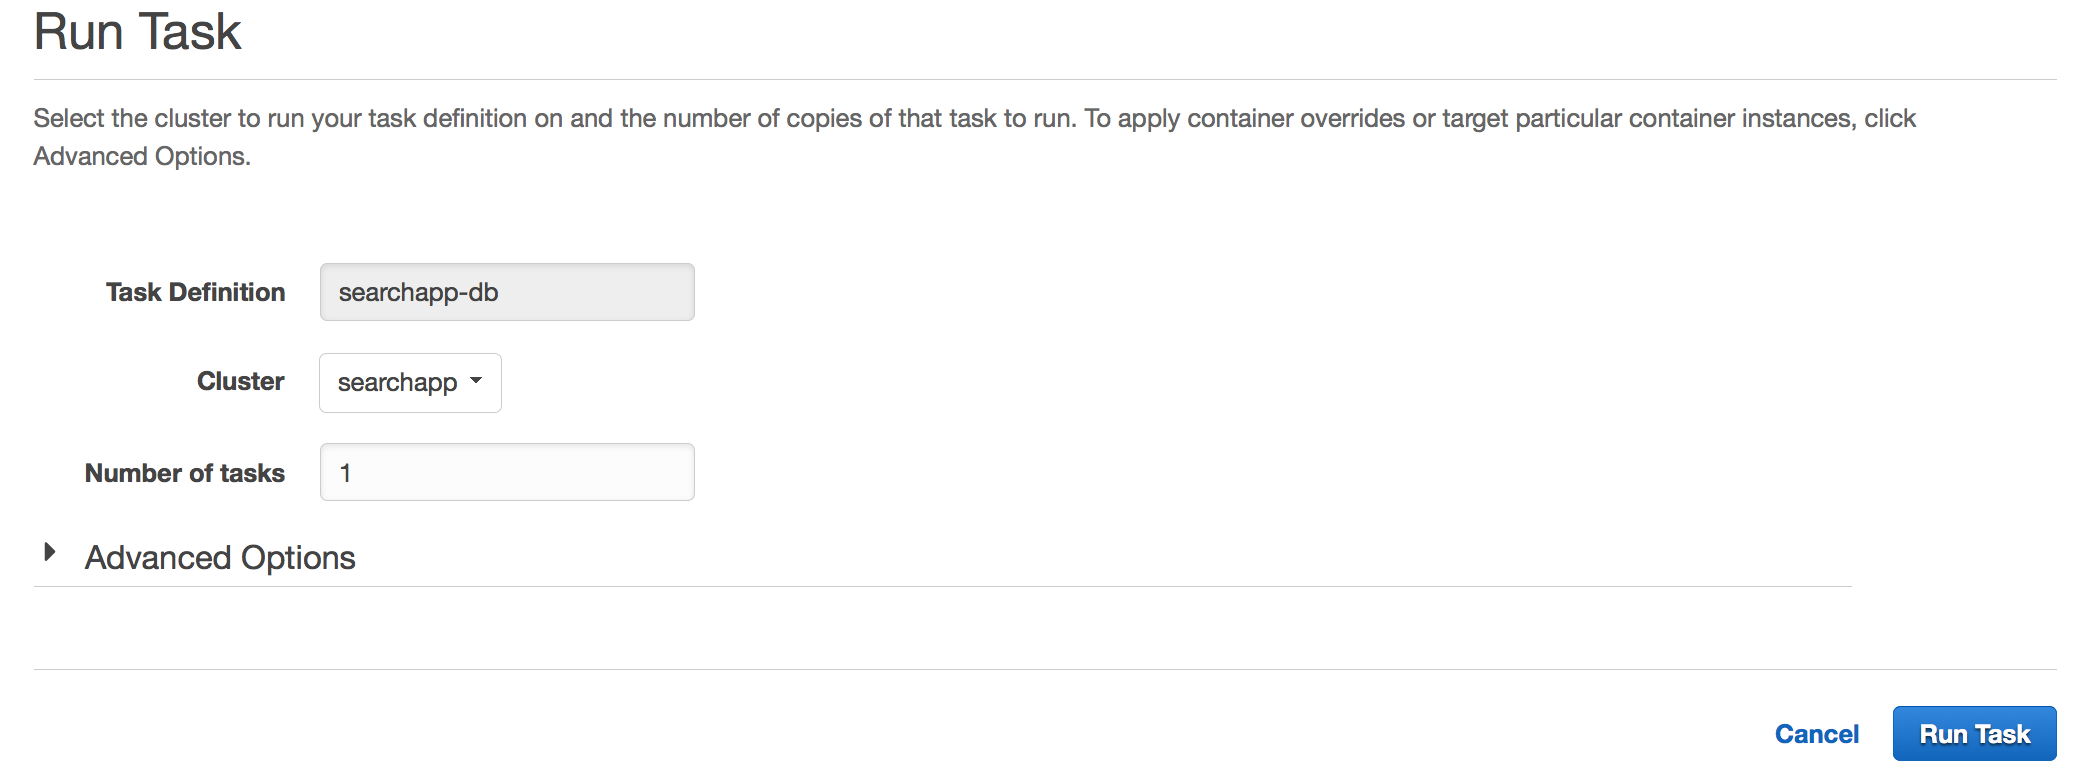 Run Task
Select the cluster to run your task definition on and the number of copies of that task to run. To apply container overrides or target particular container instances, click
Advanced Options.
Task Definition searchapp-db
Cluster searchapp
Number of tasks 1
Advanced Options
Cancel Run Task